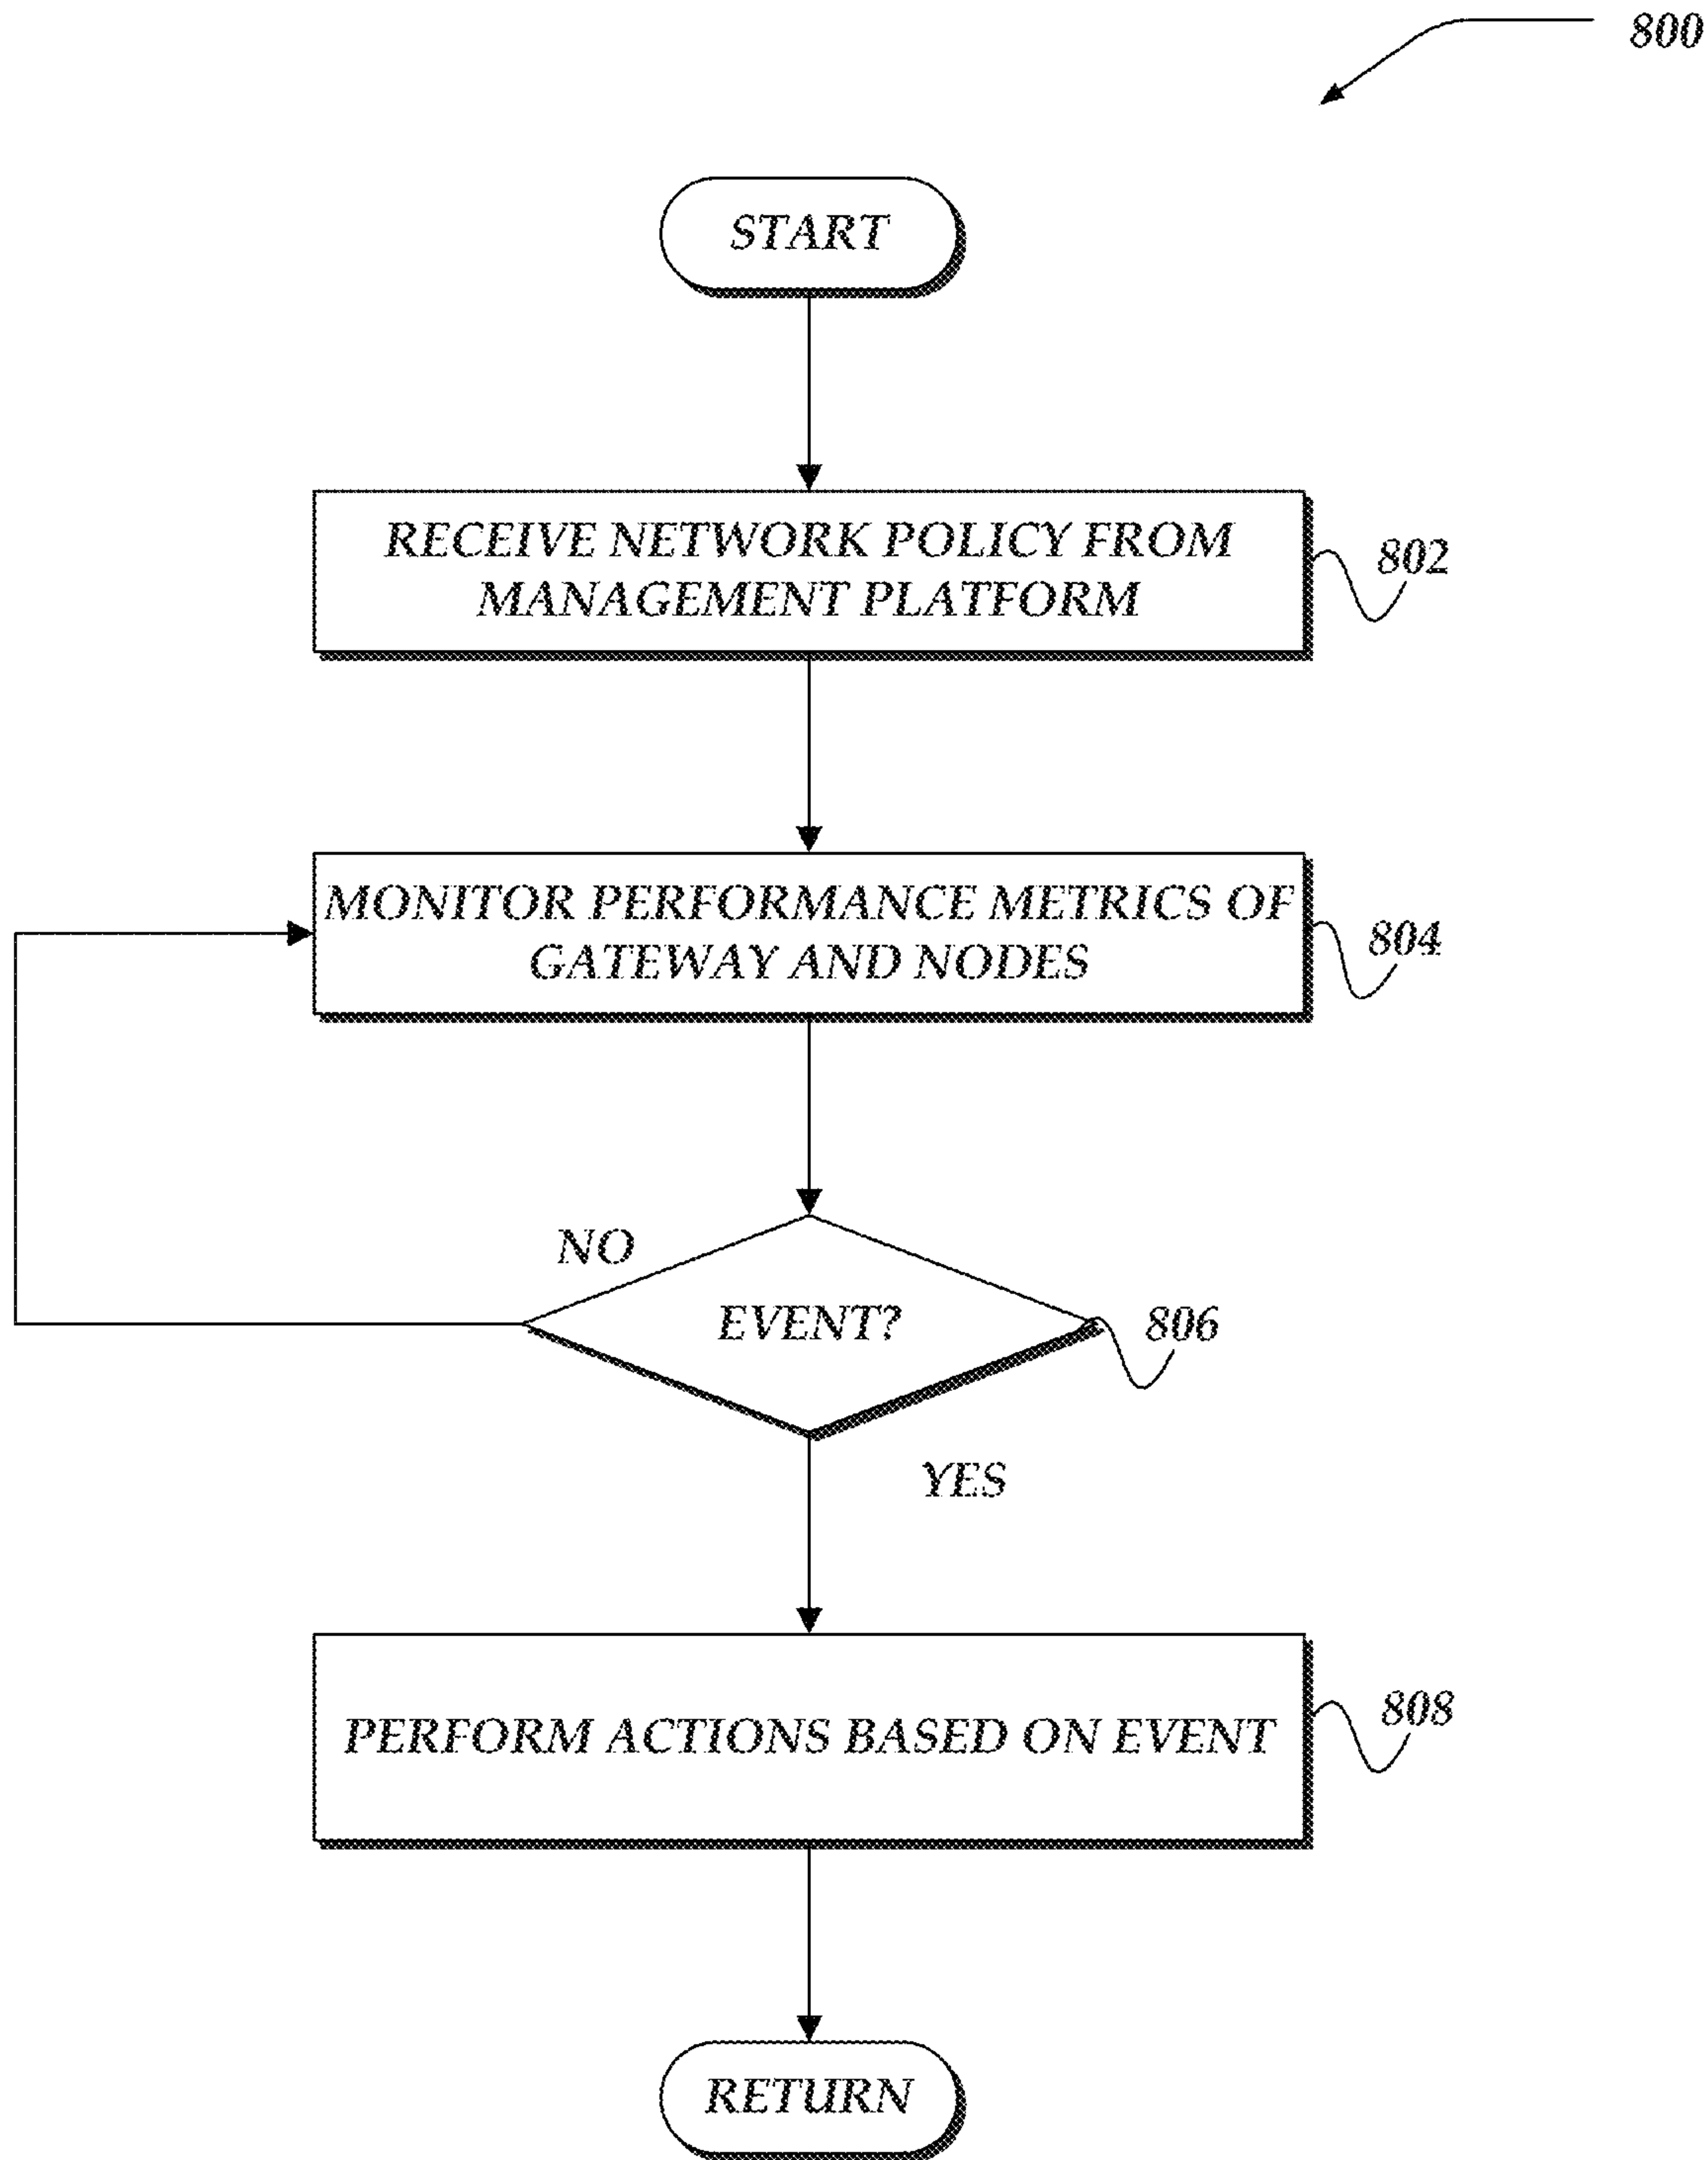 800
START
RECEIVE NETWORK POLICY FROM
MANAGEMENT PLATFORM
802
MONITOR PERFORMANCE METRICS OF
GATEWAY AND NODES
804
NO
EVENT?
806
YES
PERFORM ACTIONS BASED ON EVENT
808
RETURN